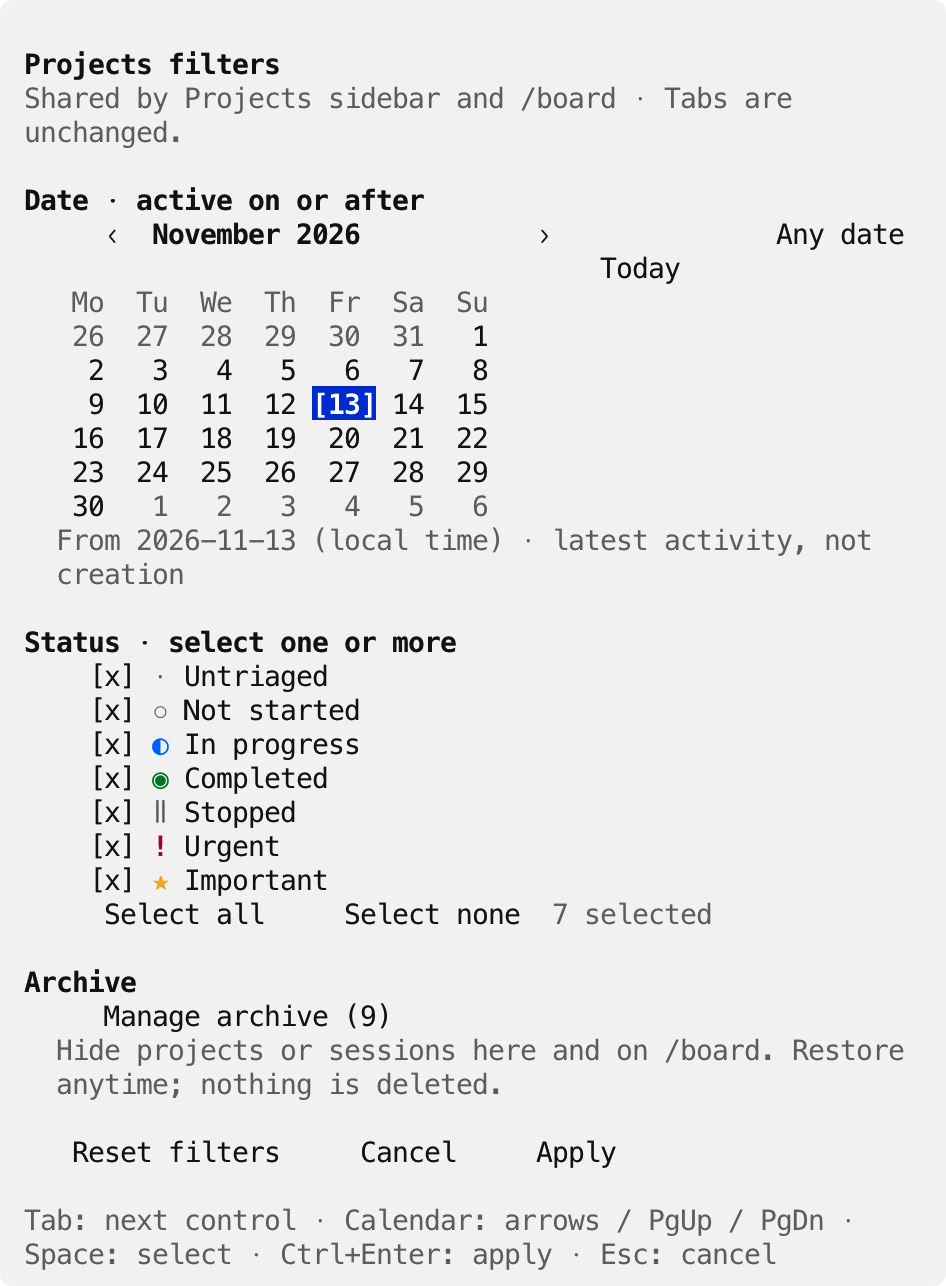 Projects filters
Shared by Projects sidebar and /board · Tabs are
unchanged.
Date · active on or after
‹ November 2026 › Any date
Today
Mo Tu We Th Fr Sa Su
26 27 28 29 30 31 1
2 3 4 5 6 7 8
9 10 11 12 [13] 14 15
16 17 18 19 20 21 22
23 24 25 26 27 28 29
30 1 2 3 4 5 6
From 2026-11-13 (local time) · latest activity, not
creation
Status · select one or more
[x] · Untriaged
[x] ○ Not started
[x] ◐ In progress
[x] ◉ Completed
[x] ‖ Stopped
[x] ! Urgent
[x] ★ Important
Select all Select none 7 selected
Archive
Manage archive (9)
Hide projects or sessions here and on /board. Restore
anytime; nothing is deleted.
Reset filters Cancel Apply
Tab: next control · Calendar: arrows / PgUp / PgDn ·
Space: select · Ctrl+Enter: apply · Esc: cancel